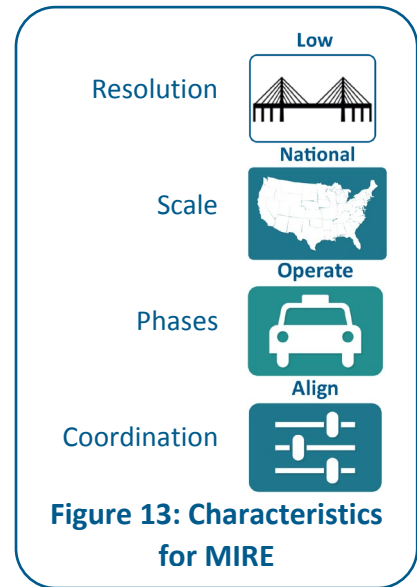 Low
Resolution
National
Scale
Operate
Phases
Align
Coordination
Figure 13: Characteristics
for MIRE